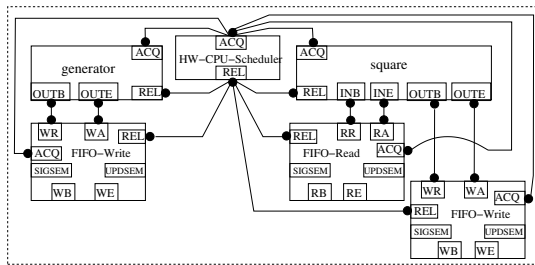 ACQ
ACQ
ACQ
HW−CPU−Scheduler
REL
generator
square
OUTB
OUTE
REL
REL
INB
INE
OUTB
OUTE
WR
WA
REL
ACQ
FIFO−Write
SIGSEM
UPDSEM
WB
WE
REL
RR
RA
ACQ
FIFO−Read
SIGSEM
UPDSEM
RB
RE
WR
WA
ACQ
REL
FIFO−Write
SIGSEM
UPDSEM
WB
WE